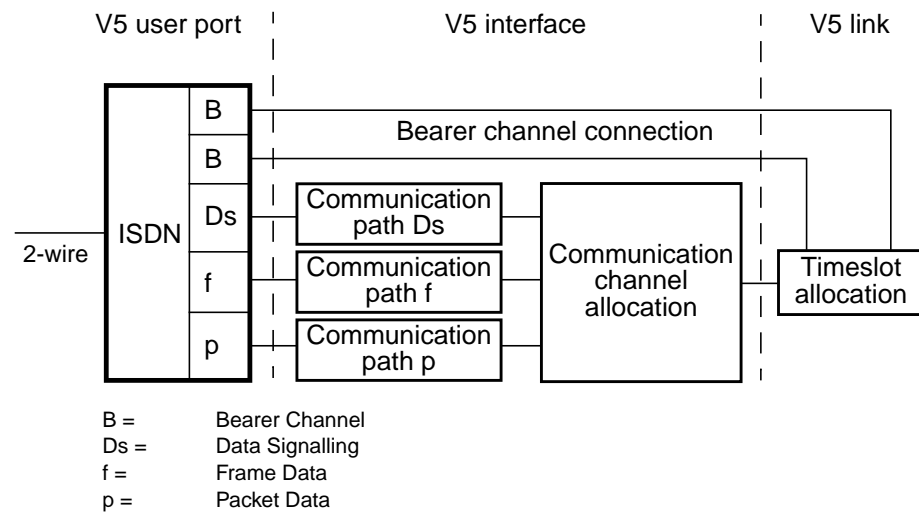 V5 user port
V5 interface
V5 link
B
Bearer channel connection
B
Ds
Communication
path Ds
ISDN
2-wire
f
Communication
path f
Communication
channel
allocation
Timeslot
allocation
p
Communication
path p
B = Bearer Channel
Ds = Data Signalling
f = Frame Data
p = Packet Data